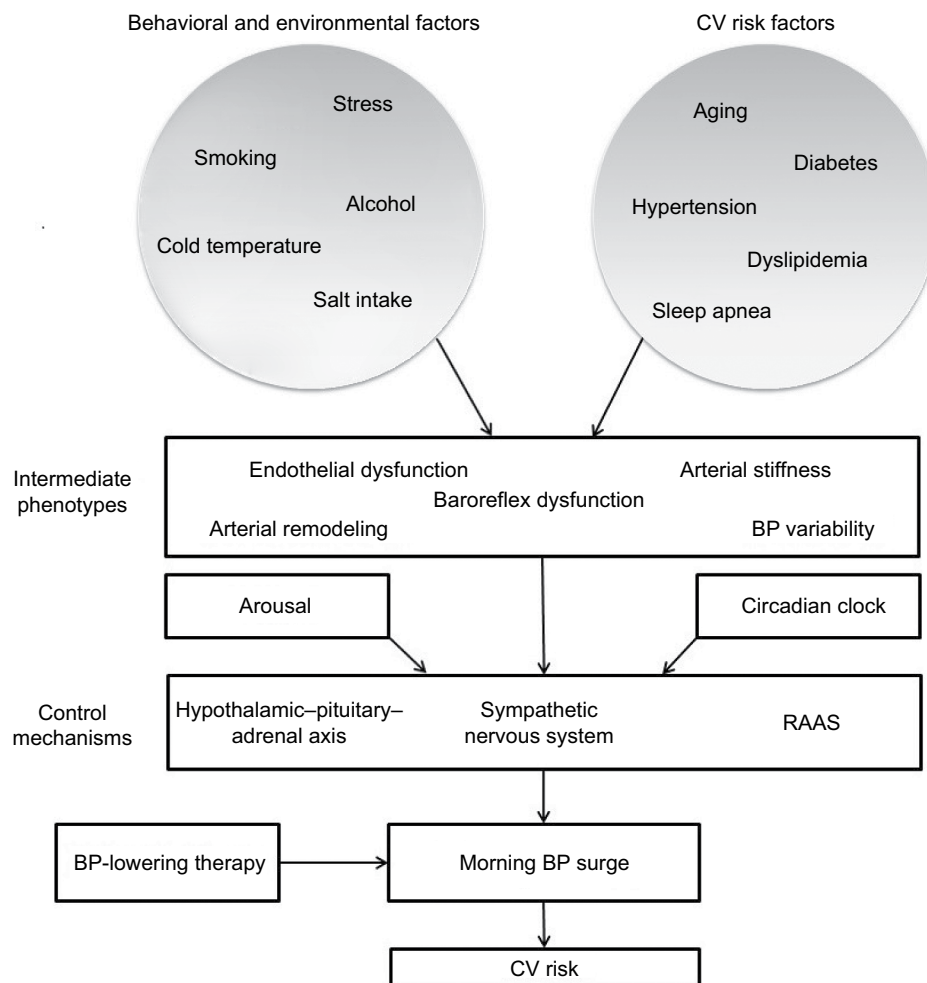 Behavioral and environmental factors
CV risk factors
Stress
Smoking
Alcohol
Cold temperature
Salt intake
Aging
Diabetes
Hypertension
Dyslipidemia
Sleep apnea
Intermediate
phenotypes
Endothelial dysfunction
Arterial stiffness
Baroreflex dysfunction
Arterial remodeling
BP variability
Arousal
Circadian clock
Control
mechanisms
Hypothalamic–pituitary–
adrenal axis
Sympathetic
nervous system
RAAS
BP-lowering therapy
Morning BP surge
CV risk